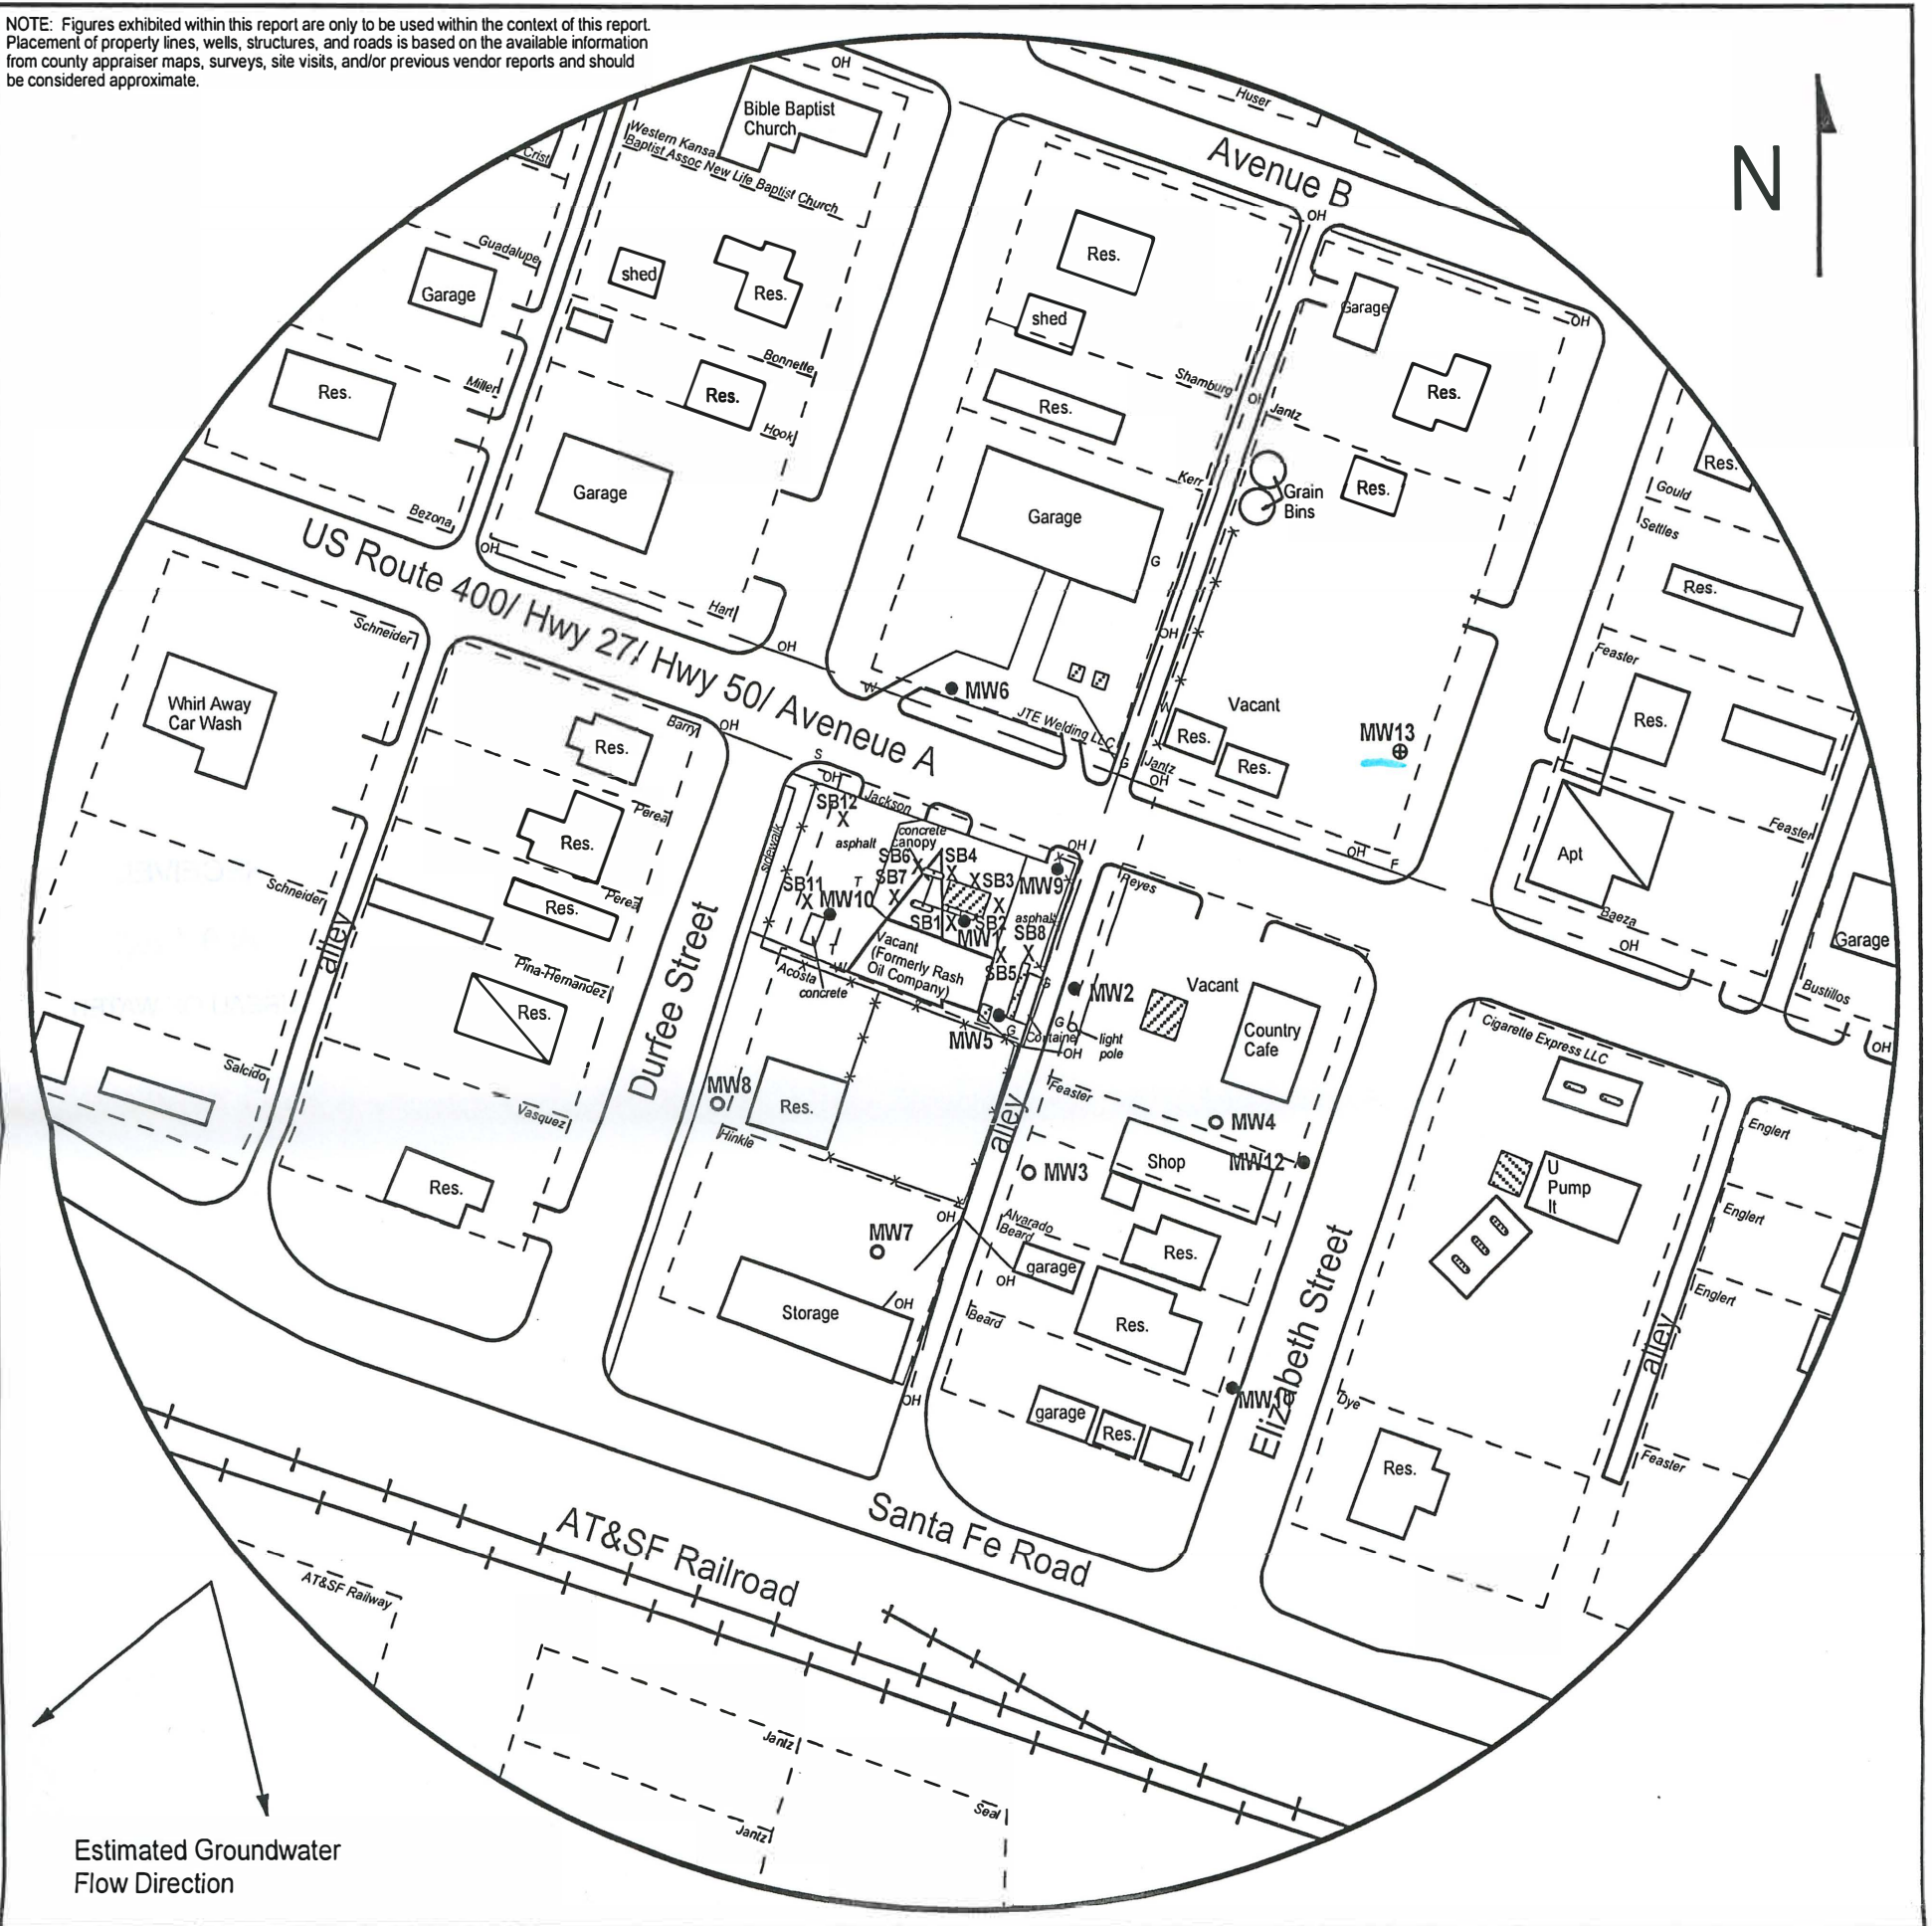 NOTE: Figures exhibited within this report are only to be used within the context of this report.
Placement of property lines, wells, structures, and roads is based on the available information
from county appraiser maps, surveys, site visits, and/or previous vendor reports and should
be considered approximate.
N
OH
Huser
Bible Baptist
Church
Western Kansa
Baptist Assoc New Life Baptist Church
Crist
Avenue B
OH
Guadalupe
Garage
shed
Res.
Res.
shed
Garage
OH
Res.
Miller
Bonnette
Res.
Hook
Res.
Shamburg
OH
Jantz
Res.
Res.
Gould
Settles
Garage
Bezona
Kerr
Garage
Grain
Bins
Res.
G
OH
US Route 400/ Hwy 27/ Hwy 50/ Aveneue A
Hart
OH
OH
Res.
Feaster
Schneider
Whirl Away
Car Wash
Barry
OH
Res.
W
MW6
JTE Welding LLC
G
W
Vacant
Res.
Res.
Jantz
OH
MW13
Res.
Feaster
Apt
Perea
Res.
S
OH
Jackson
SB12
X
asphalt
concrete
canopy
OH
OH
F
sidewalk
SB6
SB4
SB7
X
SB3
MW9
SB11
X
T
MW10
SB1
SB2
MW1
asphalt
SB8
X
SB5
Reyes
Baeza
OH
Garage
Bustillos
OH
Schneider
Res.
Perea
alley
Pina-Hernandez
Res.
Durfee Street
Acosta
concrete
T
W
Vacant
(Formerly Rash
Oil Company)
G
MW2
MW5
G
G
light
pole
OH
Vacant
Country
Cafe
Cigarette Express LLC
Salcido
Vasquez
MW8
Res.
Hinkle
alley
Feaster
MW4
MW3
Shop
MW12
Englert
U
Pump
It
Englert
Res.
MW7
OH
Alvarado
Beard
garage
OH
Res.
Englert
Storage
OH
Beard
Res.
Elizabeth Street
alley
OH
garage
Res.
Dye
Res.
Feaster
Santa Fe Road
AT&SF Railroad
AT&SF Railway
Jantz
Seal
Jantz
Estimated Groundwater
Flow Direction